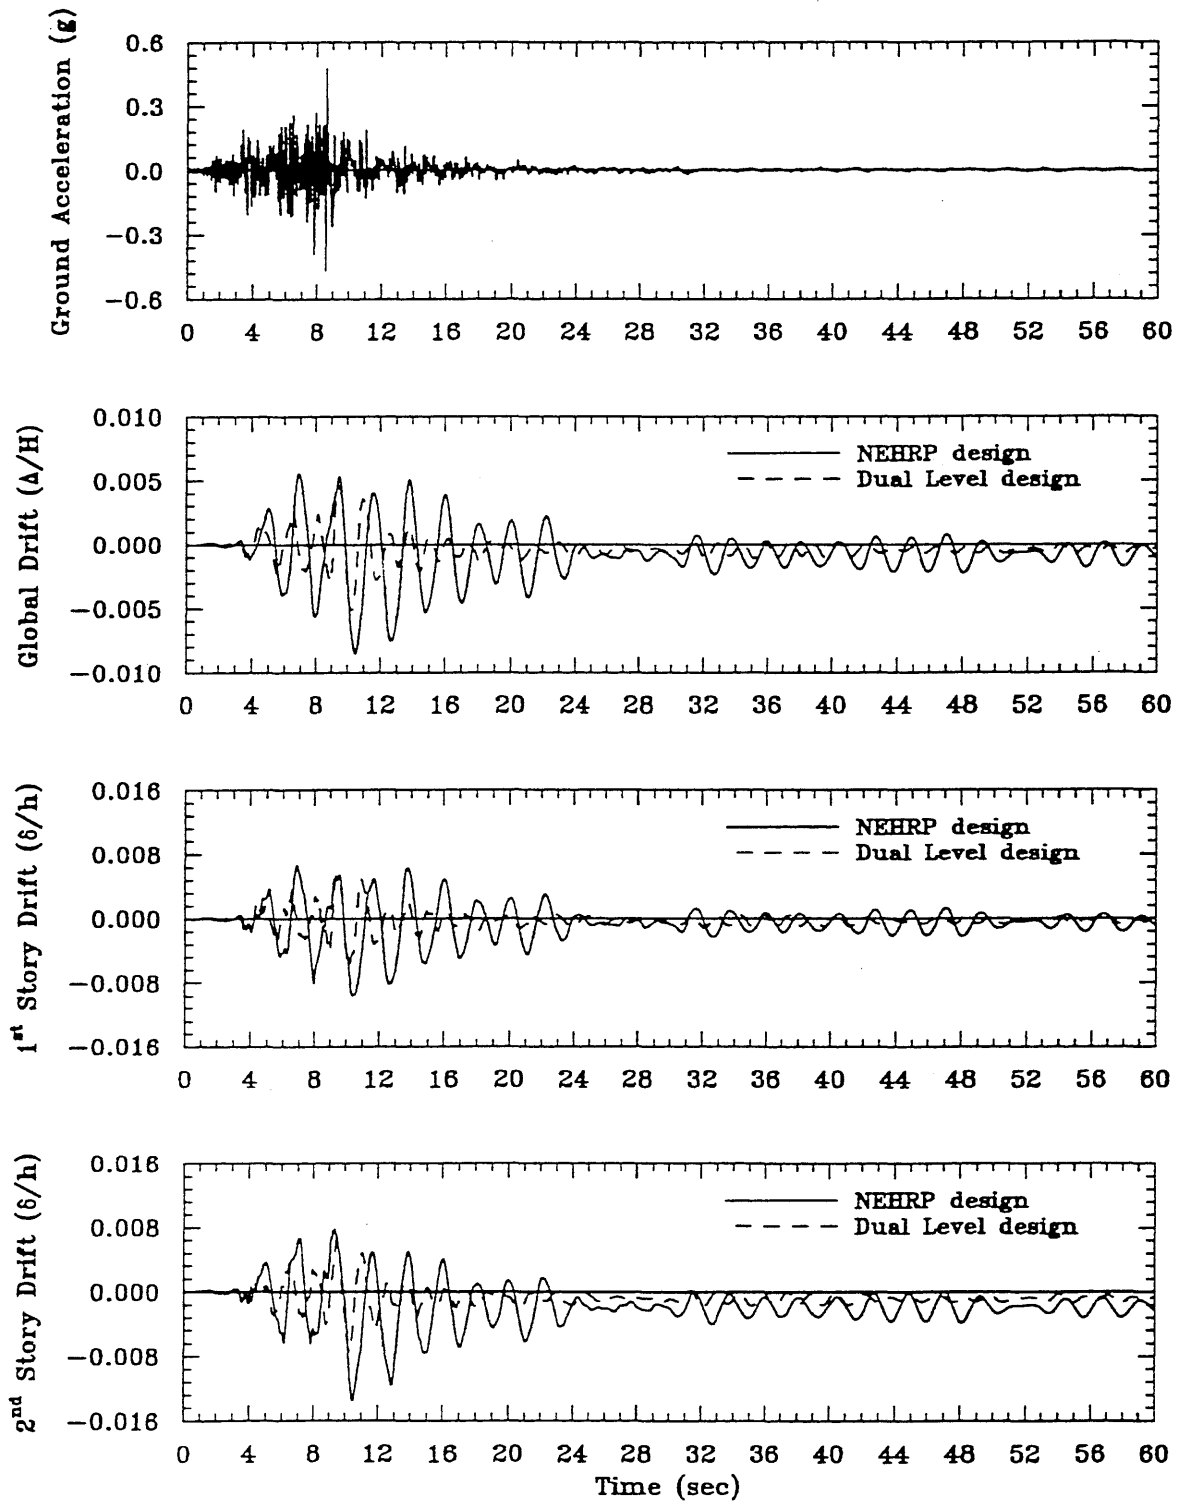 Ground Acceleration (g)
0.6
0.3
0.0
−0.3
−0.6
0 4 8 12 16 20 24 28 32 36 40 44 48 52 56 60
Global Drift (Δ/H)
0.010
0.005
0.000
−0.005
−0.010
NEHRP design
Dual Level design
0 4 8 12 16 20 24 28 32 36 40 44 48 52 56 60
1st Story Drift (δ/h)
0.016
0.008
0.000
−0.008
−0.016
NEHRP design
Dual Level design
0 4 8 12 16 20 24 28 32 36 40 44 48 52 56 60
2nd Story Drift (δ/h)
0.016
0.008
0.000
−0.008
−0.016
NEHRP design
Dual Level design
0 4 8 12 16 20 24 28 32 36 40 44 48 52 56 60
Time (sec)